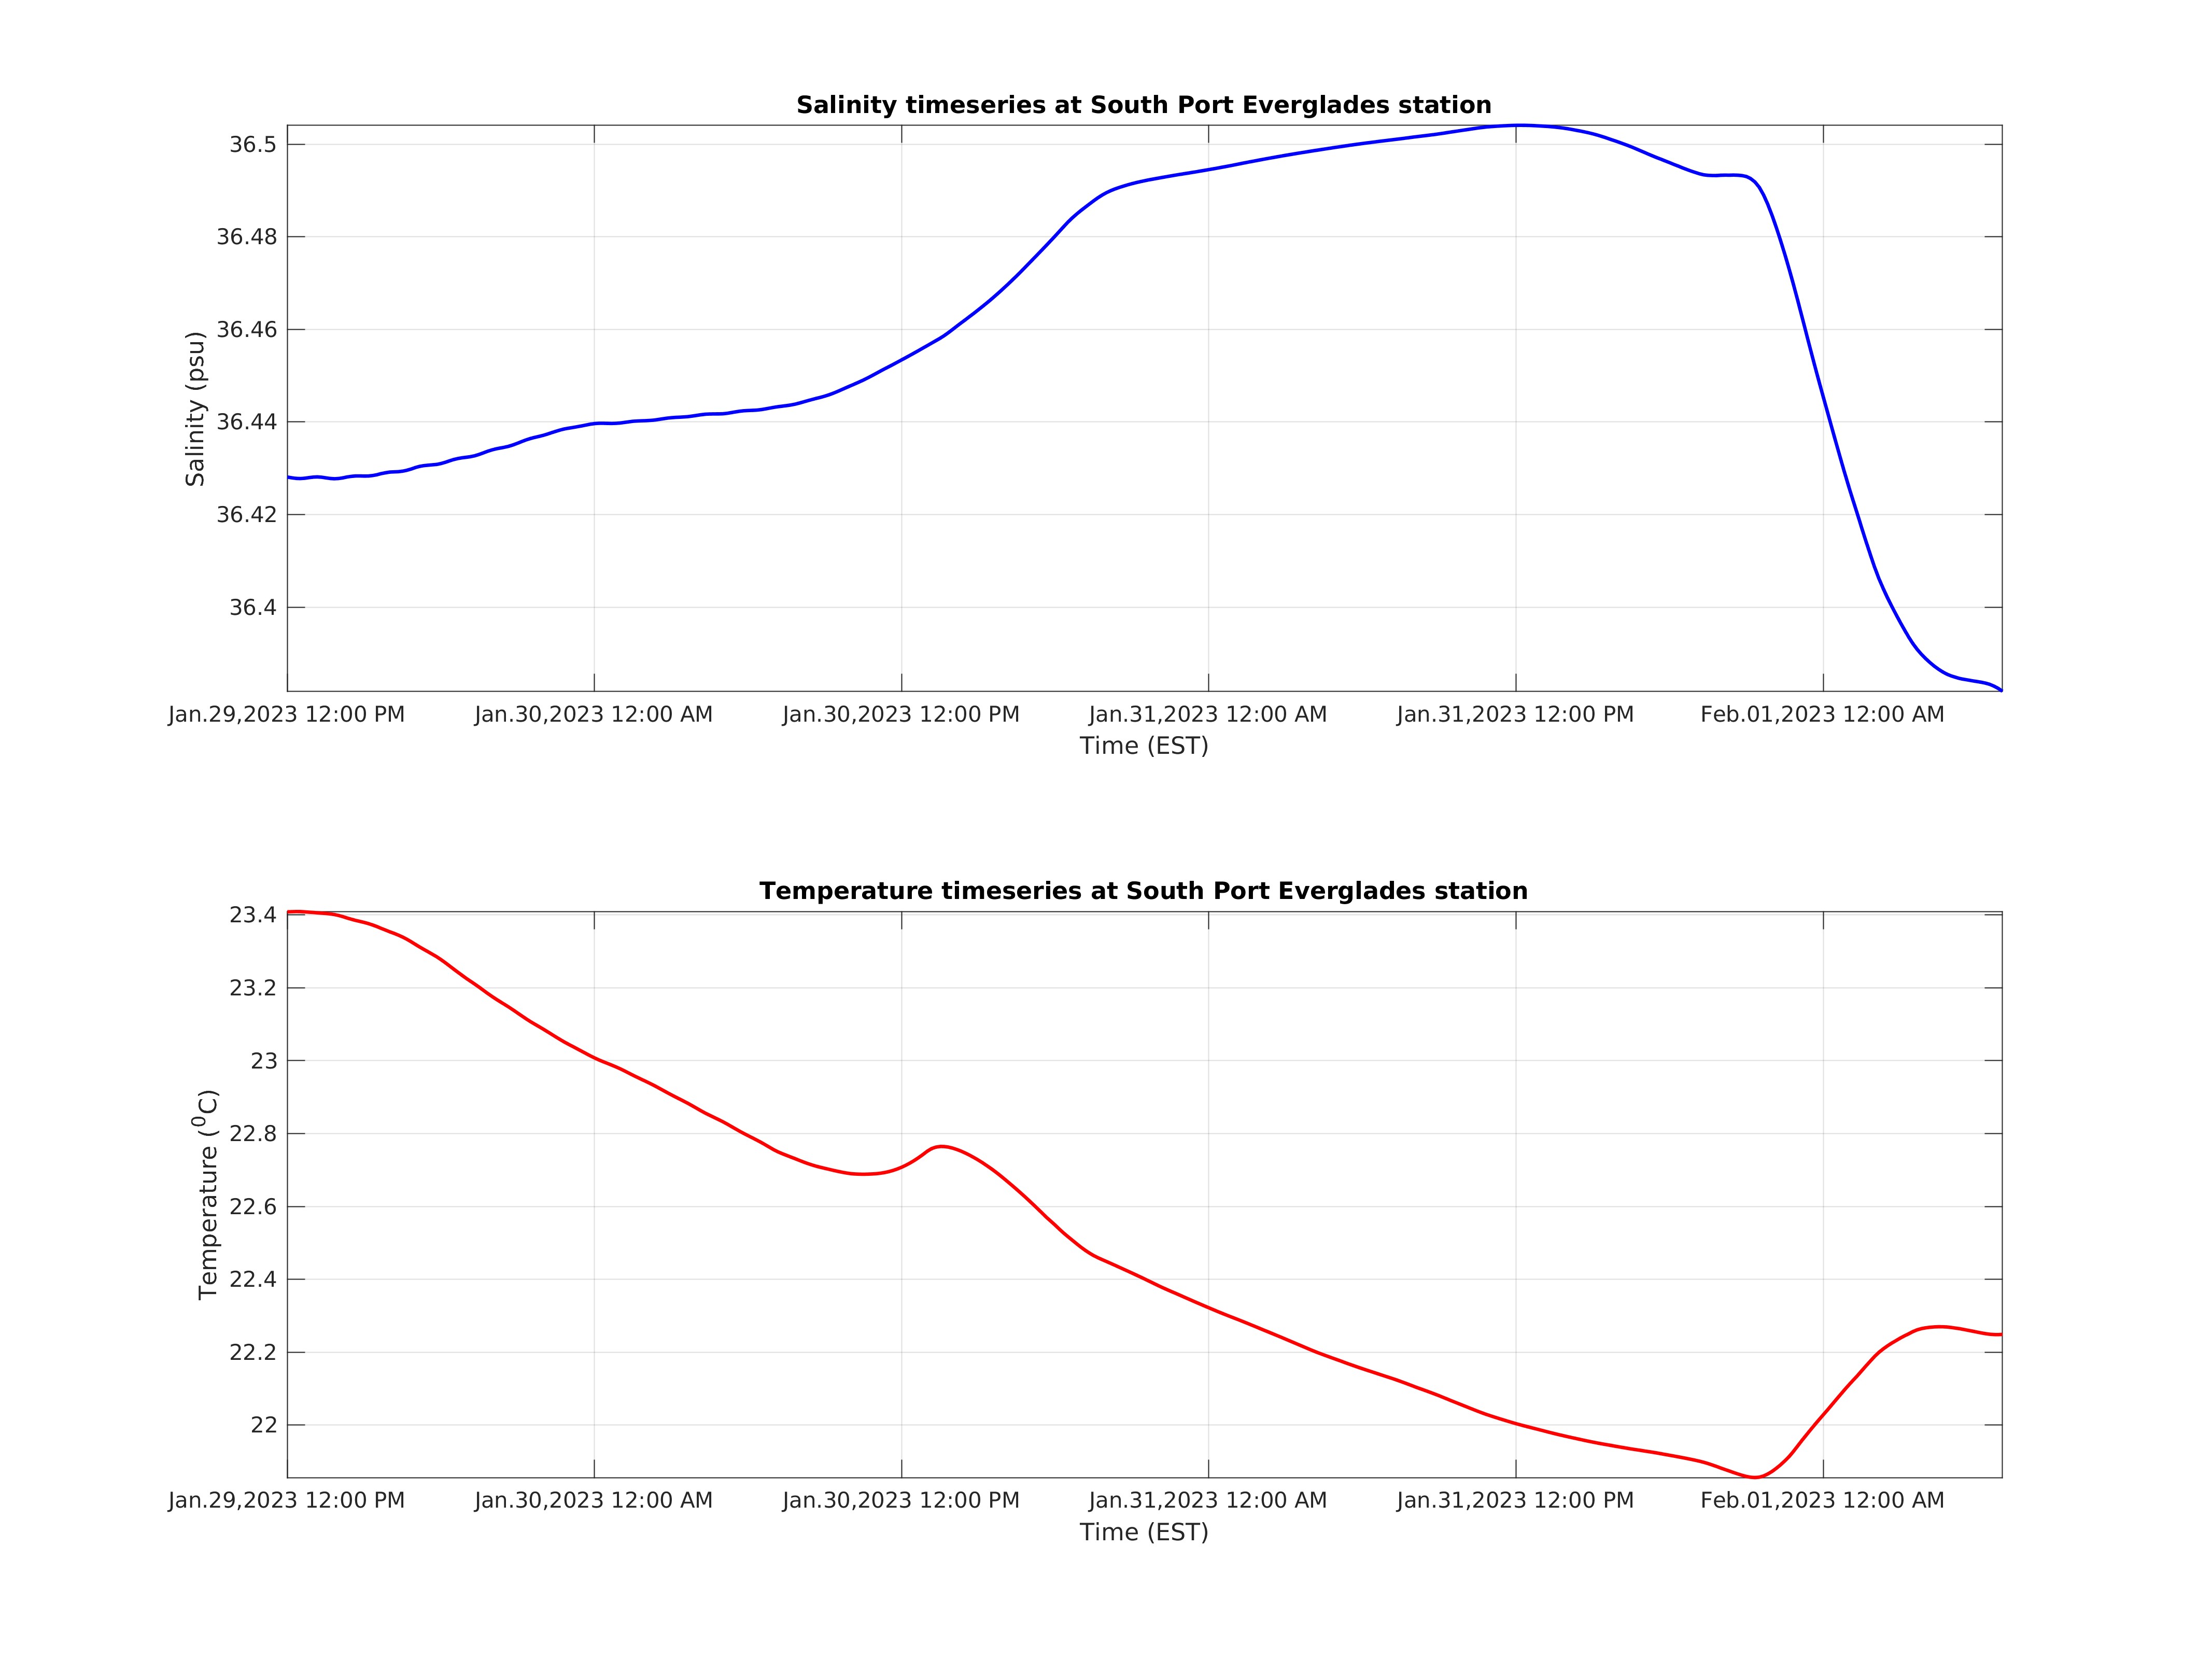 Salinity timeseries at South Port Everglades station
36.5
36.48
36.46
36.44
36.42
36.4
Salinity (psu)
Jan.29,2023 12:00 PM Jan.30,2023 12:00 AM Jan.30,2023 12:00 PM Jan.31,2023 12:00 AM Jan.31,2023 12:00 PM Feb.01,2023 12:00 AM
Time (EST)
Temperature timeseries at South Port Everglades station
23.4
23.2
23
22.8
22.6
22.4
22.2
22
Temperature (⁰C)
Jan.29,2023 12:00 PM Jan.30,2023 12:00 AM Jan.30,2023 12:00 PM Jan.31,2023 12:00 AM Jan.31,2023 12:00 PM Feb.01,2023 12:00 AM
Time (EST)